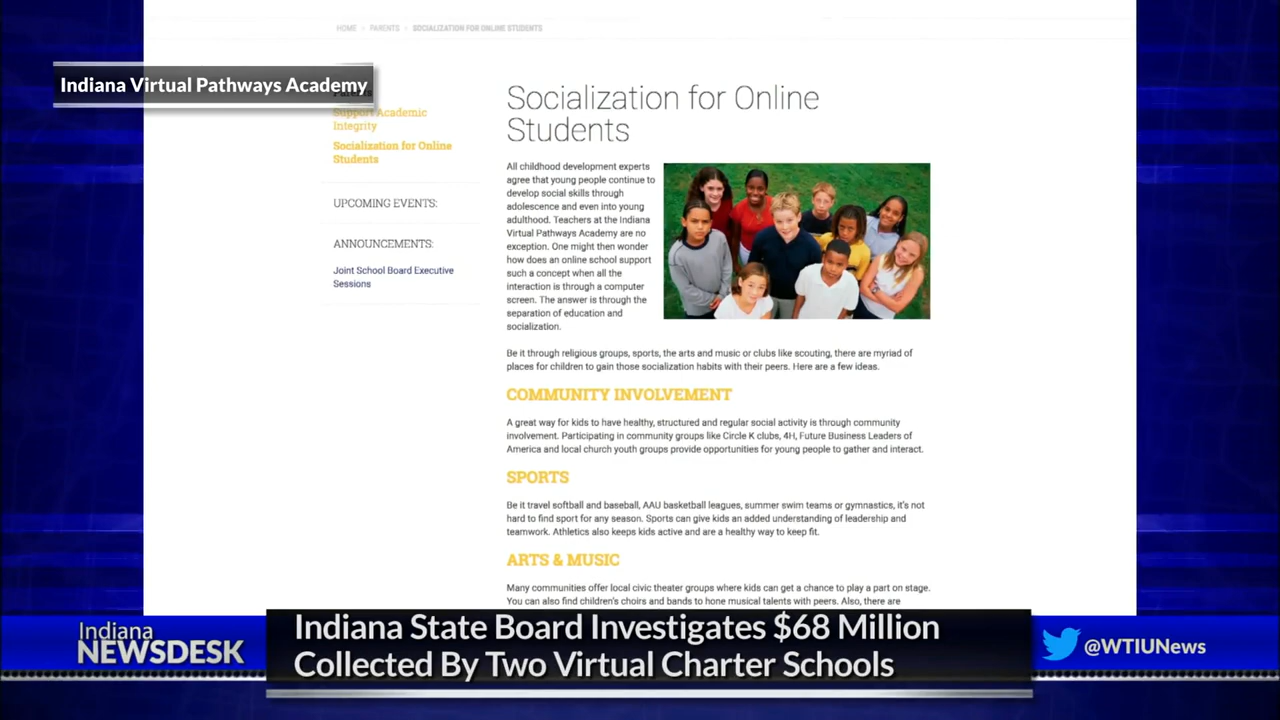 HOME > PARENTS > SOCIALIZATION FOR ONLINE STUDENTS
Indiana Virtual Pathways Academy
Support Academic
Integrity
Socialization for Online
Students
UPCOMING EVENTS:
ANNOUNCEMENTS:
Joint School Board Executive
Sessions
Socialization for Online
Students
All childhood development experts
agree that young people continue to
develop social skills through
adolescence and even into young
adulthood. Teachers at the Indiana
Virtual Pathways Academy are no
exception. One might then wonder
how does an online school support
such a concept when all the
interaction is through a computer
screen. The answer is through the
separation of education and
socialization.
Be it through religious groups, sports, the arts and music or clubs like scouting, there are myriad of
places for children to gain those socialization habits with their peers. Here are a few ideas.
COMMUNITY INVOLVEMENT
A great way for kids to have healthy, structured and regular social activity is through community
involvement. Participating in community groups like Circle K clubs, 4H, Future Business Leaders of
America and local church youth groups provide opportunities for young people to gather and interact.
SPORTS
Be it travel softball and baseball, AAU basketball leagues, summer swim teams or gymnastics, it's not
hard to find sport for any season. Sports can give kids an added understanding of leadership and
teamwork. Athletics also keeps kids active and are a healthy way to keep fit.
ARTS & MUSIC
Many communities offer local civic theater groups where kids can get a chance to play a part on stage.
You can also find children's choirs and bands to hone musical talents with peers. Also, there are
Indiana
NEWSDESK
Indiana State Board Investigates $68 Million
Collected By Two Virtual Charter Schools
@WTIUNews